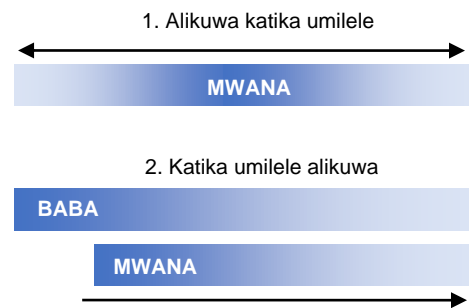 1. Alikuwa katika umilele
MWANA
2. Katika umilele alikuwa
BABA
MWANA